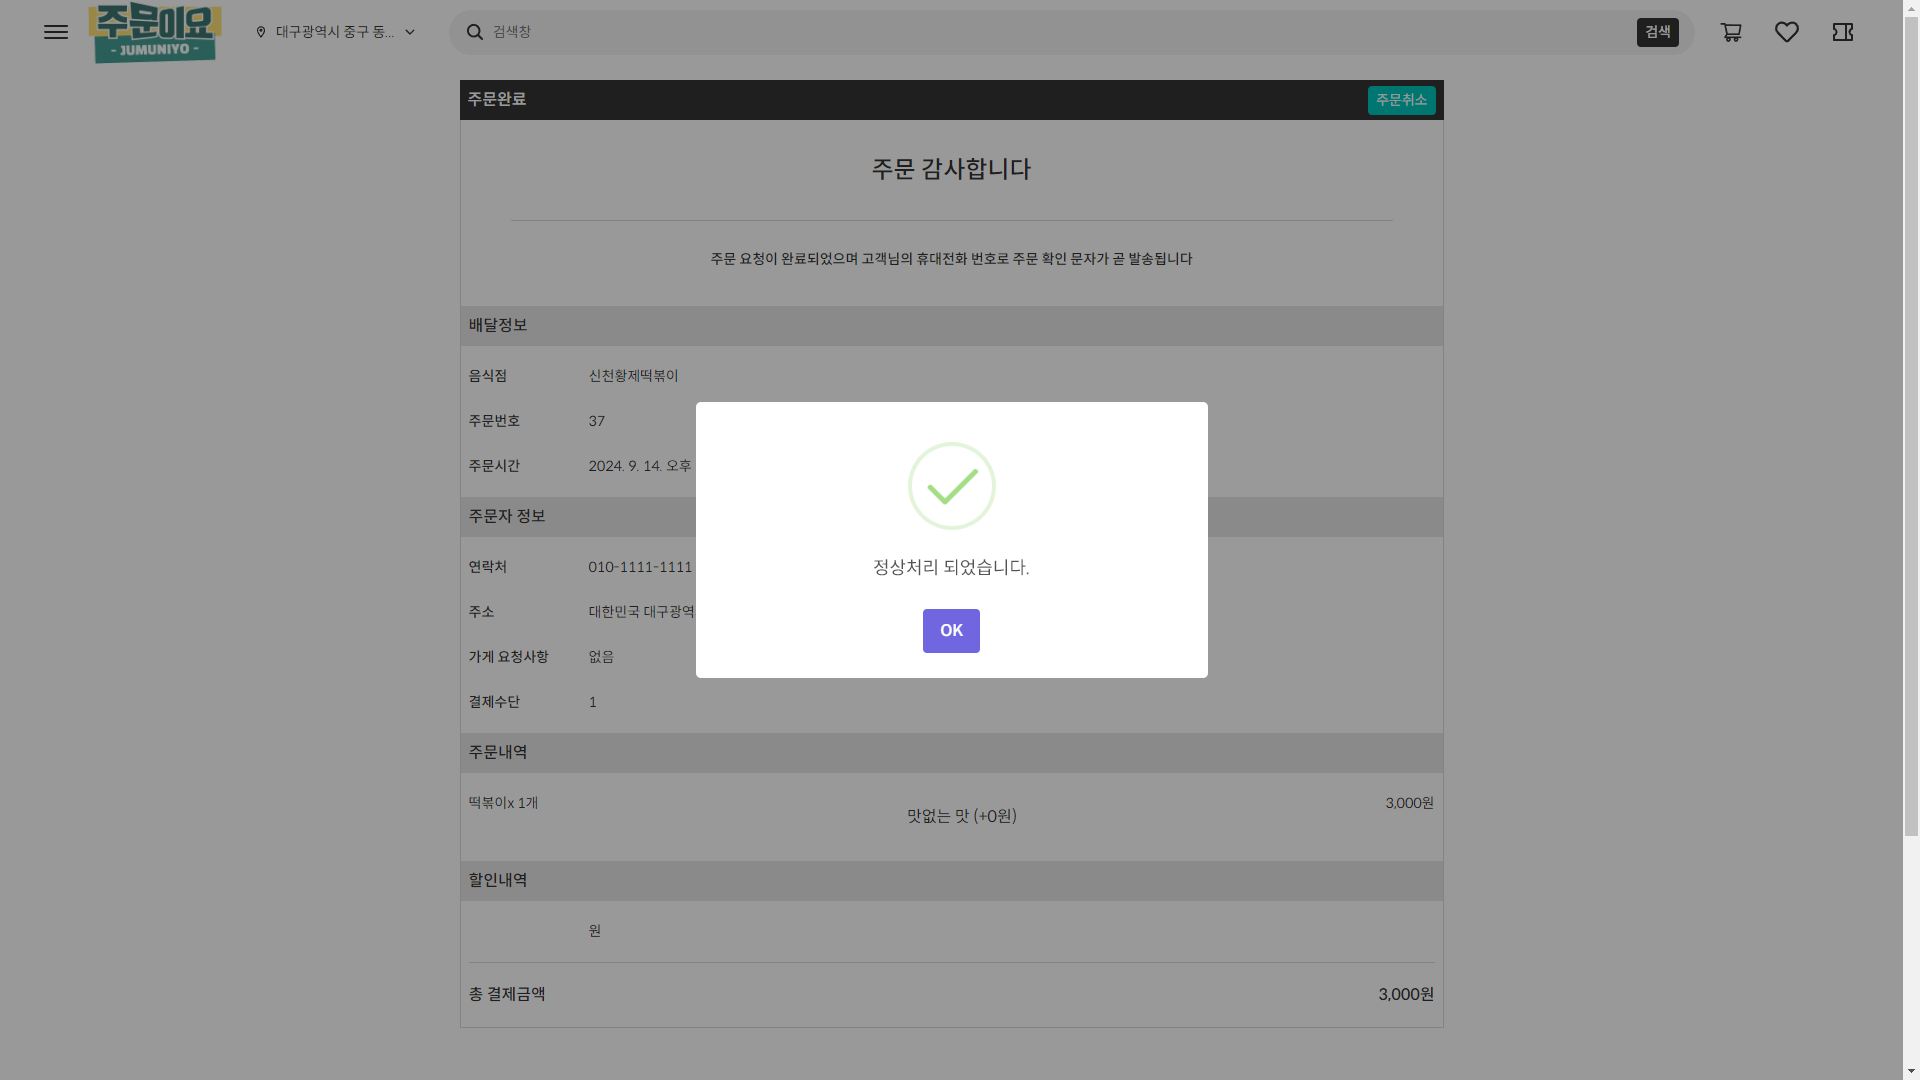 주문이요
- JUMUNIYO -
대구광역시 중구 동...
검색창
검색
주문완료
주문취소
주문 감사합니다
주문 요청이 완료되었으며 고객님의 휴대전화 번호로 주문 확인 문자가 곧 발송됩니다
배달정보
음식점 신천황제떡볶이
주문번호 37
주문시간 2024. 9. 14. 오후
주문자 정보
연락처 010-1111-1111
주소 대한민국 대구광역
가게 요청사항 없음
결제수단 1
정상처리 되었습니다.
OK
주문내역
떡볶이x 1개 맛없는 맛 (+0원) 3,000원
할인내역
원
총 결제금액 3,000원